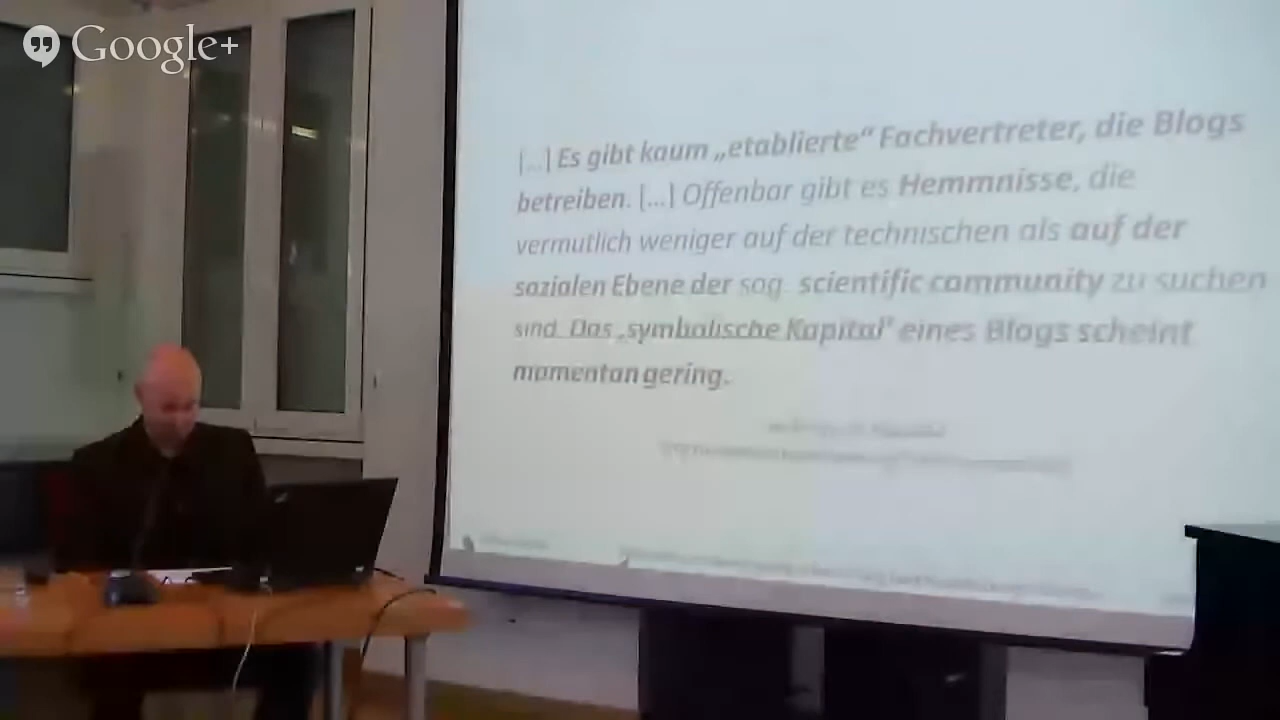 Google+
[...] Es gibt kaum „etablierte“ Fachvertreter, die Blogs
betreiben. [...] Offenbar gibt es Hemmnisse, die
vermutlich weniger auf der technischen als auf der
sozialen Ebene der sog. scientific community zu suchen
sind. Das ‚symbolische Kapital‘ eines Blogs scheint
momentan gering.